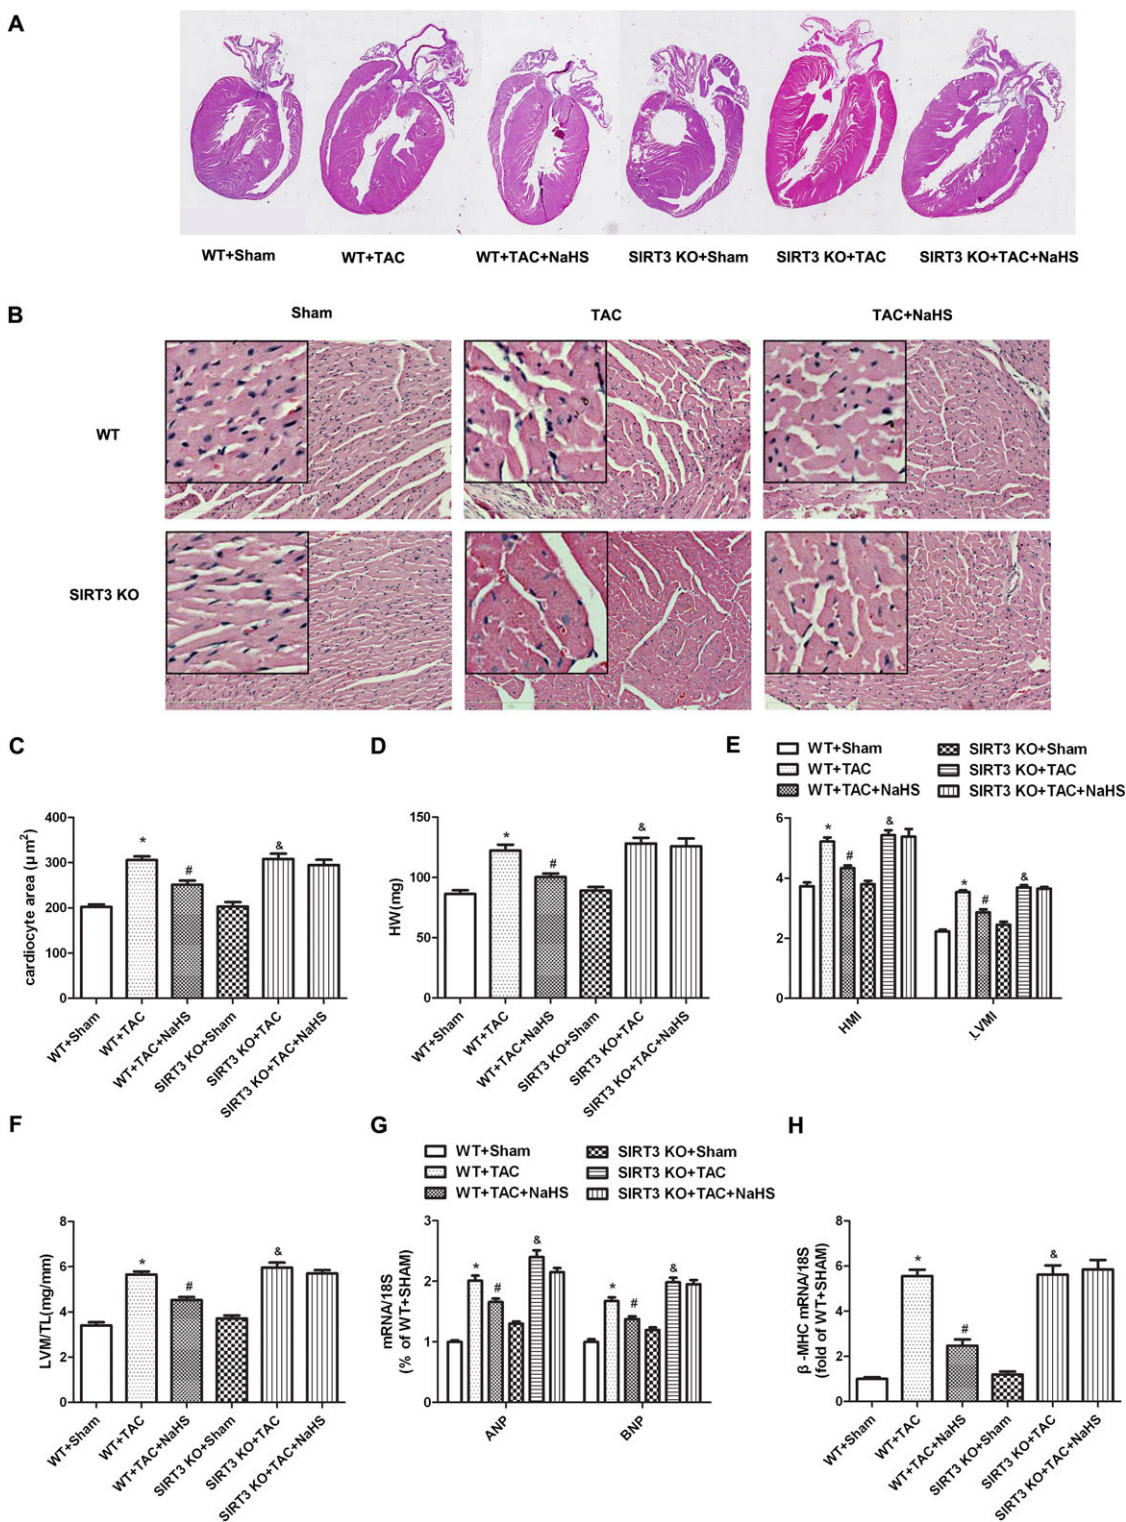 A
WT+Sham
WT+TAC
WT+TAC+NaHS
SIRT3 KO+Sham
SIRT3 KO+TAC
SIRT3 KO+TAC+NaHS
B
Sham
TAC
TAC+NaHS
WT
SIRT3 KO
C
cardiocyte area (μm²)
400
300
200
100
0
*
#
&
WT+Sham
WT+TAC
WT+TAC+NaHS
SIRT3 KO+Sham
SIRT3 KO+TAC
SIRT3 KO+TAC+NaHS
D
HW(mg)
150
100
50
0
*
#
&
WT+Sham
WT+TAC
WT+TAC+NaHS
SIRT3 KO+Sham
SIRT3 KO+TAC
SIRT3 KO+TAC+NaHS
E
WT+Sham
WT+TAC
WT+TAC+NaHS
SIRT3 KO+Sham
SIRT3 KO+TAC
SIRT3 KO+TAC+NaHS
6
4
2
0
*
#
&
*
#
&
HMI
LVMI
F
LVM/TL(mg/mm)
8
6
4
2
0
*
#
&
WT+Sham
WT+TAC
WT+TAC+NaHS
SIRT3 KO+Sham
SIRT3 KO+TAC
SIRT3 KO+TAC+NaHS
G
WT+Sham
WT+TAC
WT+TAC+NaHS
SIRT3 KO+Sham
SIRT3 KO+TAC
SIRT3 KO+TAC+NaHS
mRNA/18S
(% of WT+SHAM)
3
2
1
0
*
#
&
*
#
&
ANP
BNP
H
β -MHC mRNA/18S
(fold of WT+SHAM)
8
6
4
2
0
*
#
&
WT+Sham
WT+TAC
WT+TAC+NaHS
SIRT3 KO+Sham
SIRT3 KO+TAC
SIRT3 KO+TAC+NaHS